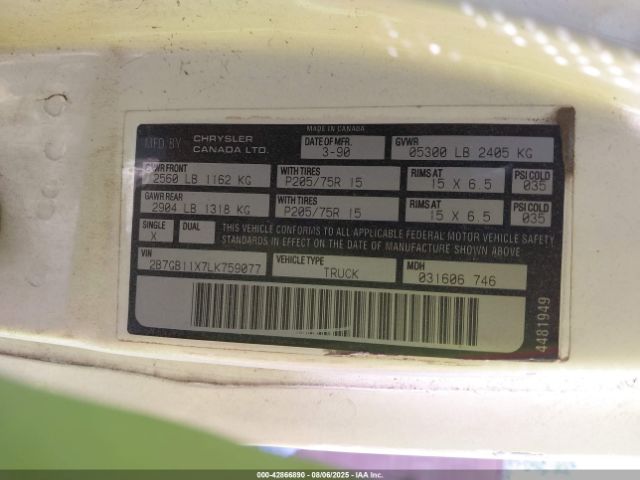 MADE IN CANADA
MFD. BY CHRYSLER CANADA LTD.
DATE OF MFR. 3-90
GVWR 05300 LB 2405 KG
GAWR FRONT 2560 LB 1162 KG
WITH TIRES P205/75R 15
RIMS AT 15 X 6.5
PSI COLD 035
GAWR REAR 2904 LB 1318 KG
WITH TIRES P205/75R 15
RIMS AT 15 X 6.5
PSI COLD 035
SINGLE X DUAL
THIS VEHICLE CONFORMS TO ALL APPLICABLE FEDERAL MOTOR VEHICLE SAFETY
STANDARDS IN EFFECT ON THE DATE OF MANUFACTURE SHOWN ABOVE.
VIN 2B7GB11X7LK759077
VEHICLE TYPE TRUCK
MDH 031606 746
4481949
000-42866890 - 08/06/2025 - IAA Inc.